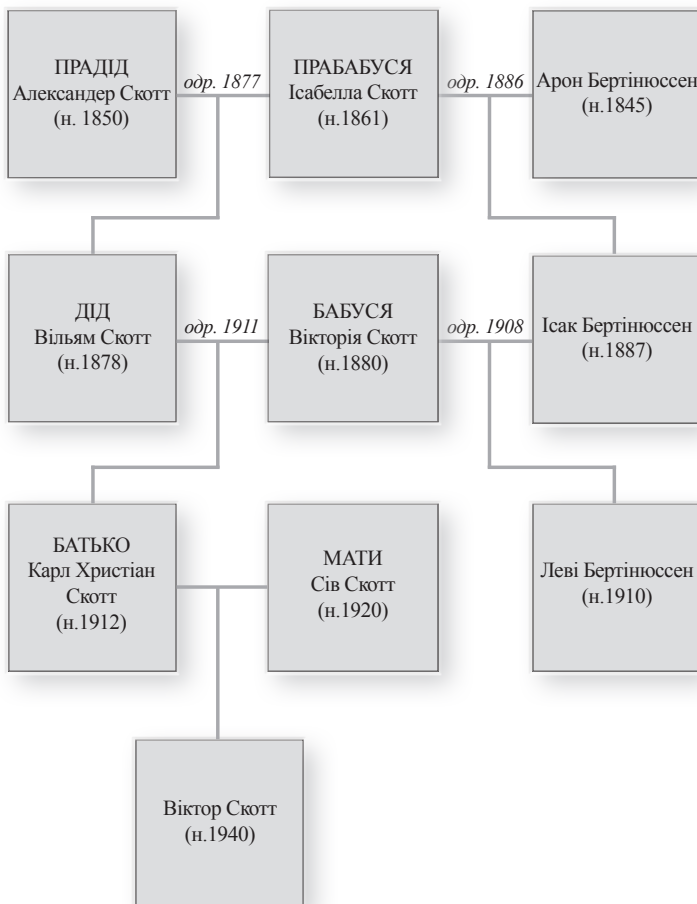 ПРАДІД
Александер Скотт
(н. 1850)
одр. 1877
ПРАБАБУСЯ
Ісабелла Скотт
(н.1861)
одр. 1886
Арон Бертінюссен
(н.1845)
ДІД
Вільям Скотт
(н.1878)
одр. 1911
БАБУСЯ
Вікторія Скотт
(н.1880)
одр. 1908
Ісак Бертінюссен
(н.1887)
БАТЬКО
Карл Христіан
Скотт
(н.1912)
МАТИ
Сів Скотт
(н.1920)
Леві Бертінюссен
(н.1910)
Віктор Скотт
(н.1940)